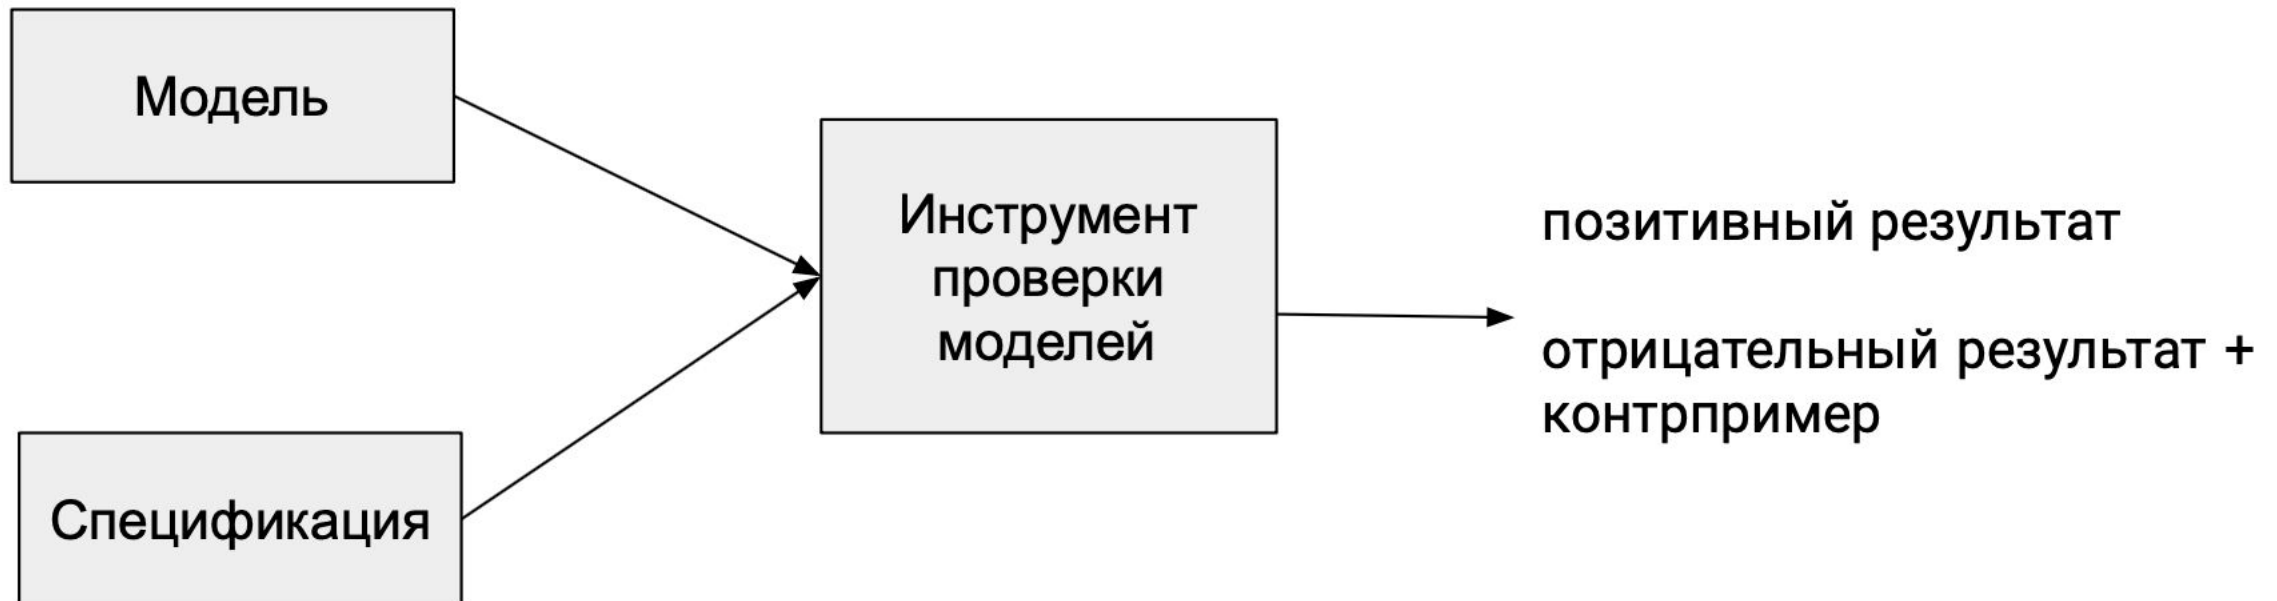 Модель
Инструмент
проверки
моделей
позитивный результат
отрицательный результат +
контрпример
Спецификация